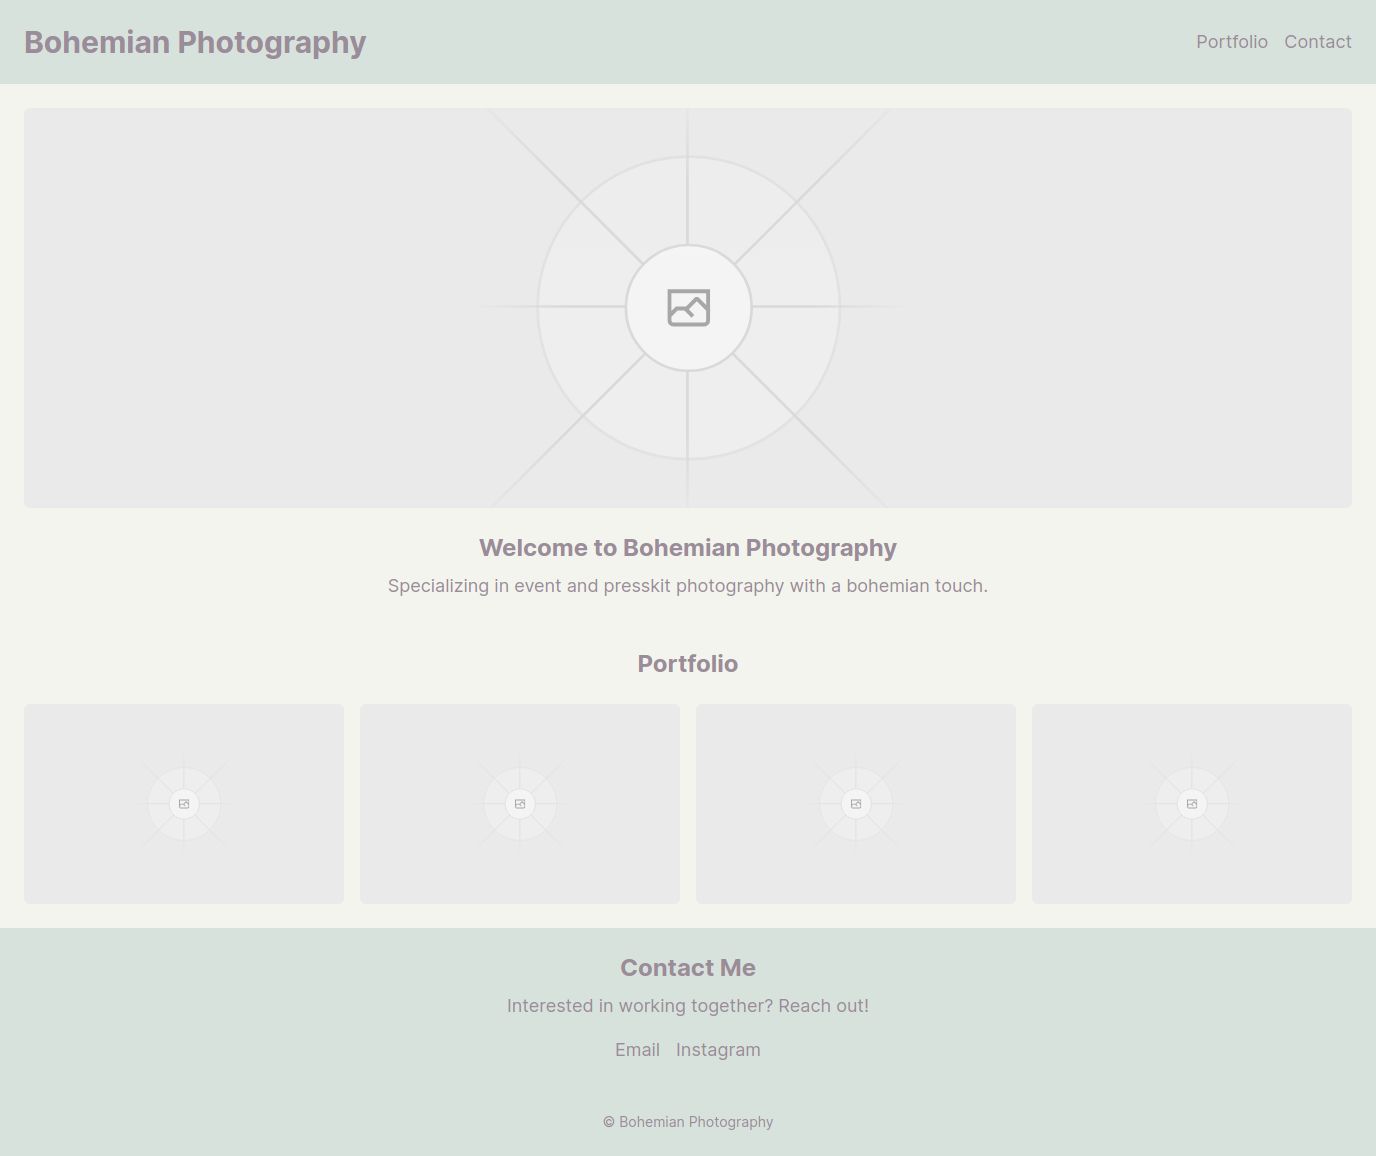 Bohemian Photography
Portfolio Contact
Welcome to Bohemian Photography
Specializing in event and presskit photography with a bohemian touch.
Portfolio
Contact Me
Interested in working together? Reach out!
Email Instagram
© Bohemian Photography